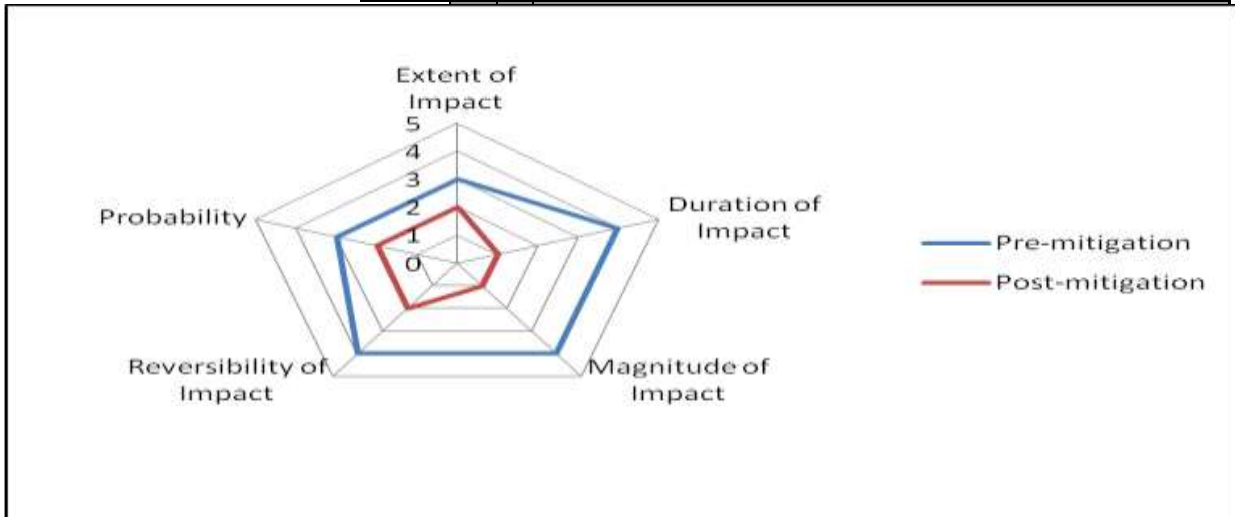 Extent of
Impact
5
4
3
2
1
0
Probability
Duration of
Impact
Reversibility of
Impact
Magnitude of
Impact
Pre-mitigation
Post-mitigation